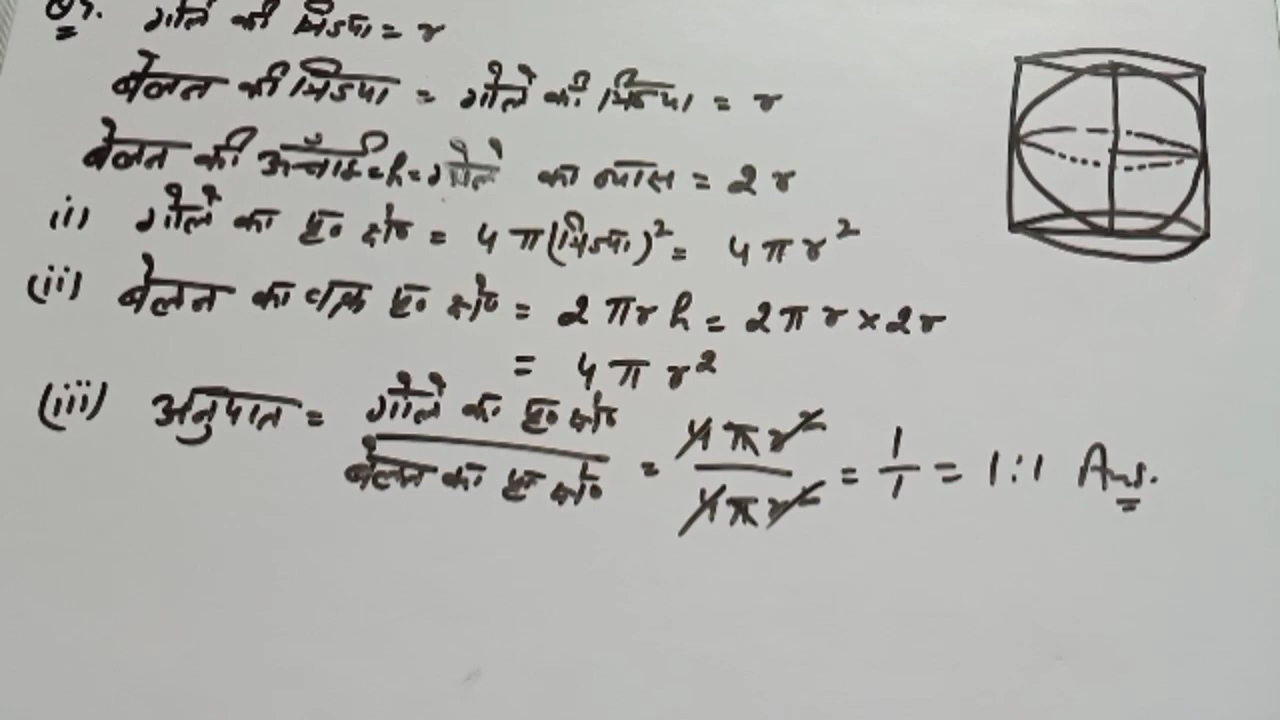 Q9. गोले की त्रिज्या = r
बेलन की त्रिज्या = गोले की त्रिज्या = r
बेलन की ऊँचाई = h = गोले का व्यास = 2r
i) गोले का पृ० क्षे० = 4π(त्रिज्या)² = 4πr²
(ii) बेलन का वक्र पृ० क्षे० = 2πrh = 2πr×2r
= 4πr²
(iii) अनुपात = गोले का पृ० क्षे० / बेलन का पृ० क्षे० = 4πr² / 4πr² = 1/1 = 1:1 Ans.